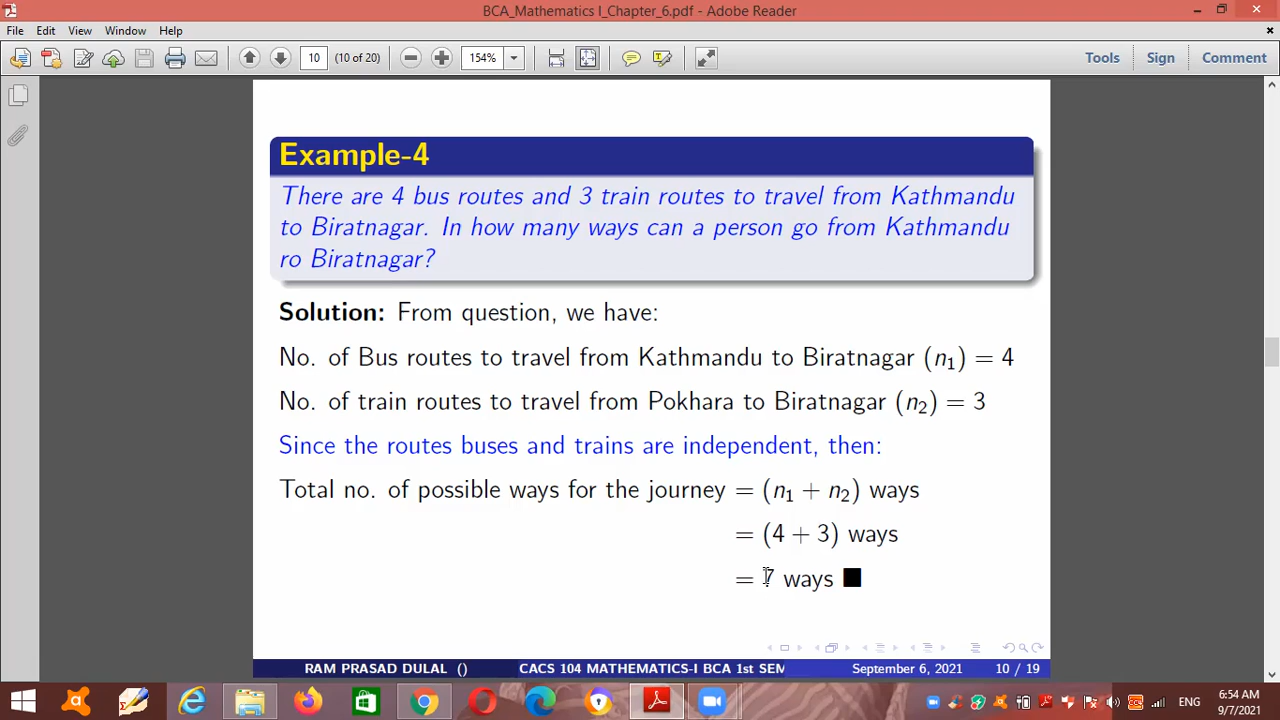 BCA_Mathematics I_Chapter_6.pdf - Adobe Reader
File Edit View Window Help
10 (10 of 20) 154% Tools Sign Comment
Example-4
There are 4 bus routes and 3 train routes to travel from Kathmandu
to Biratnagar. In how many ways can a person go from Kathmandu
ro Biratnagar?
Solution: From question, we have:
No. of Bus routes to travel from Kathmandu to Biratnagar (n₁) = 4
No. of train routes to travel from Pokhara to Biratnagar (n₂) = 3
Since the routes buses and trains are independent, then:
Total no. of possible ways for the journey = (n₁ + n₂) ways
= (4 + 3) ways
= 7 ways ■
RAM PRASAD DULAL () CACS 104 MATHEMATICS-I BCA 1st SEM September 6, 2021 10 / 19
ENG 6:54 AM
9/7/2021